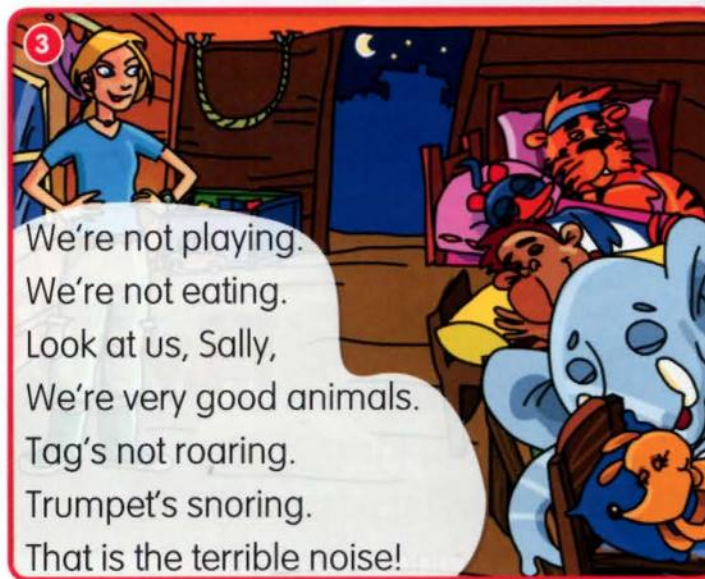 3
We're not playing.
We're not eating.
Look at us, Sally,
We're very good animals.
Tag's not roaring.
Trumpet's snoring.
That is the terrible noise!